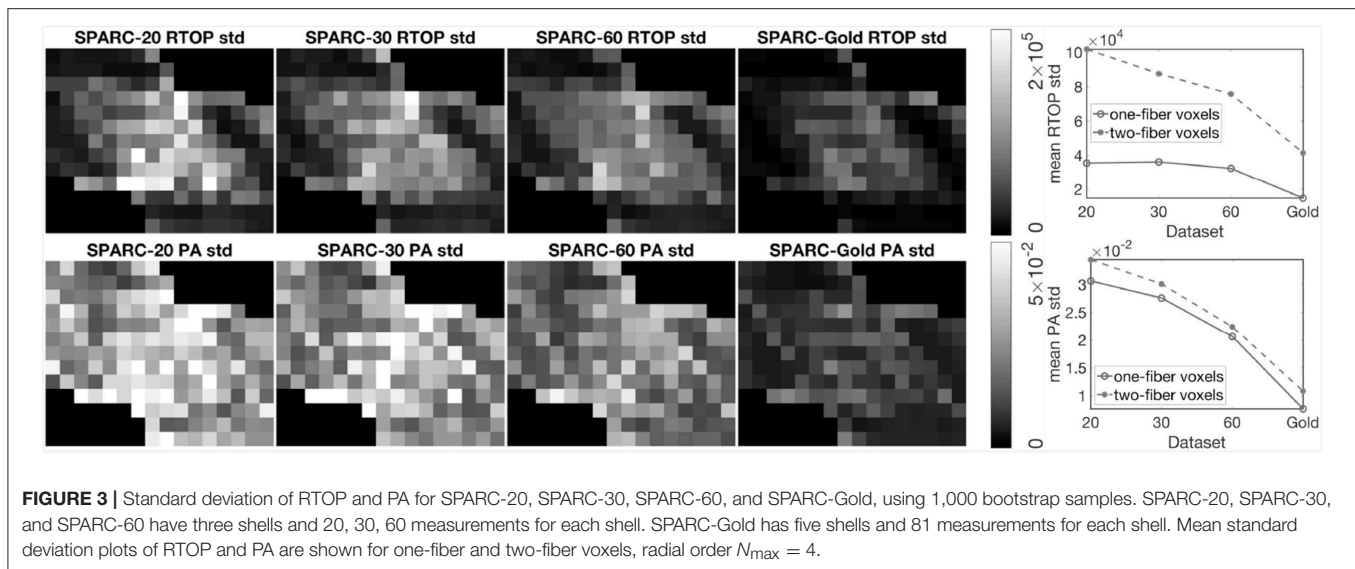 SPARC-20 RTOP std
SPARC-30 RTOP std
SPARC-60 RTOP std
SPARC-Gold RTOP std
2×10⁵
0
×10⁴
10
8
6
4
2
mean RTOP std
one-fiber voxels
two-fiber voxels
20 30 60 Gold
Dataset
SPARC-20 PA std
SPARC-30 PA std
SPARC-60 PA std
SPARC-Gold PA std
5×10⁻²
0
×10⁻²
3
2.5
2
1.5
1
mean PA std
one-fiber voxels
two-fiber voxels
20 30 60 Gold
Dataset
FIGURE 3 | Standard deviation of RTOP and PA for SPARC-20, SPARC-30, SPARC-60, and SPARC-Gold, using 1,000 bootstrap samples. SPARC-20, SPARC-30,
and SPARC-60 have three shells and 20, 30, 60 measurements for each shell. SPARC-Gold has five shells and 81 measurements for each shell. Mean standard
deviation plots of RTOP and PA are shown for one-fiber and two-fiber voxels, radial order Nmax = 4.